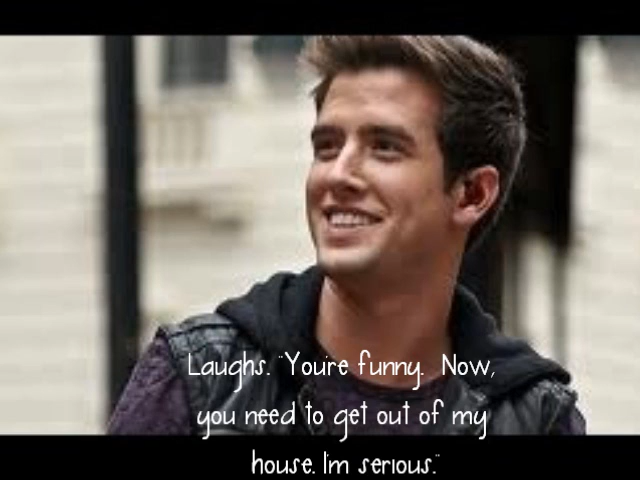 Laughs. "You're funny. Now,
you need to get out of my
house. I'm serious."